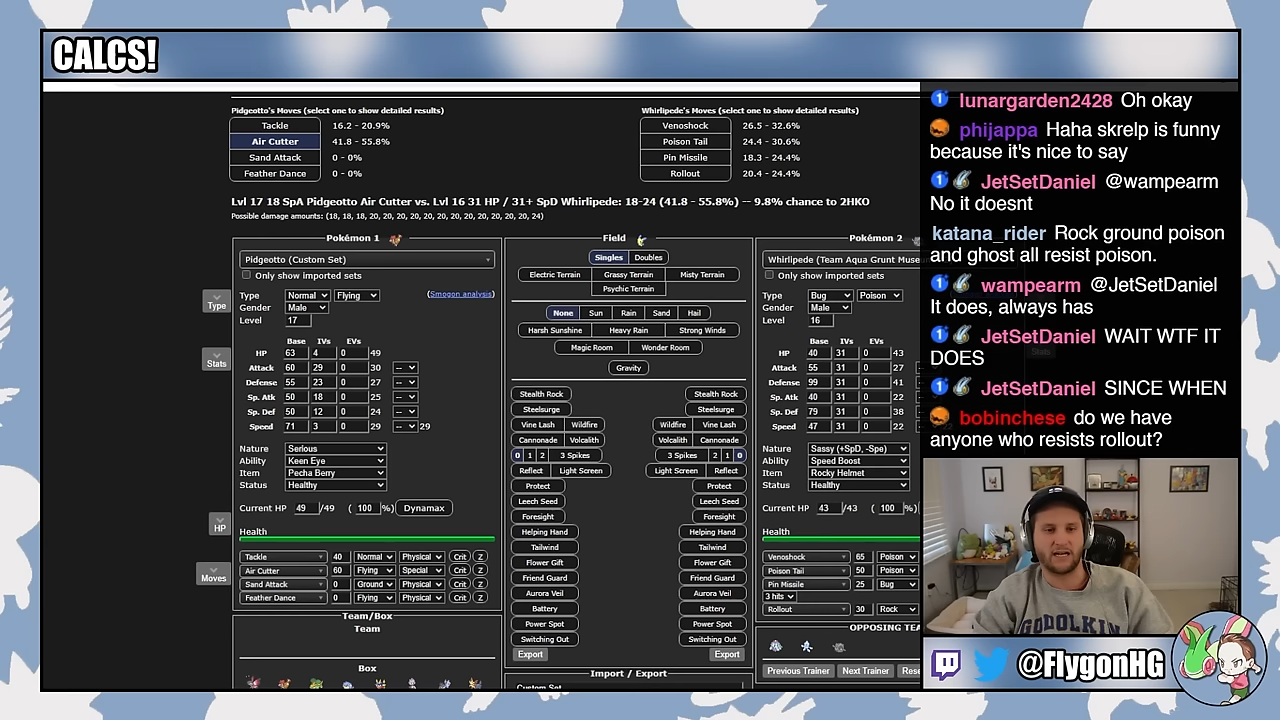 CALCS!
Pidgeotto's Moves (select one to show detailed results)
Tackle 16.2 - 20.9%
Air Cutter 41.8 - 55.8%
Sand Attack 0 - 0%
Feather Dance 0 - 0%
Whirlipede's Moves (select one to show detailed results)
Venoshock 26.5 - 32.6%
Poison Tail 24.4 - 30.6%
Pin Missile 18.3 - 24.4%
Rollout 20.4 - 24.4%
Lvl 17 18 SpA Pidgeotto Air Cutter vs. Lvl 16 31 HP / 31+ SpD Whirlipede: 18-24 (41.8 - 55.8%) -- 9.8% chance to 2HKO
Possible damage amounts: (18, 18, 18, 20, 20, 20, 20, 20, 20, 20, 20, 20, 20, 20, 20, 24)
Type
Stats
HP
Moves
Pokémon 1
Pidgeotto (Custom Set)
Only show imported sets
Type Normal Flying (Smogon analysis)
Gender Male
Level 17
Base IVs EVs
HP 63 4 0 49
Attack 60 29 0 30 --
Defense 55 23 0 27 --
Sp. Atk 50 18 0 25 --
Sp. Def 50 12 0 24 --
Speed 71 3 0 29 -- 29
Nature Serious
Ability Keen Eye
Item Pecha Berry
Status Healthy
Current HP 49 /49 ( 100 %) Dynamax
Health
Tackle 40 Normal Physical Crit Z
Air Cutter 60 Flying Special Crit Z
Sand Attack 0 Ground Physical Crit Z
Feather Dance 0 Flying Physical Crit Z
Team/Box
Team
Box
Field
Singles Doubles
Electric Terrain Grassy Terrain Misty Terrain
Psychic Terrain
None Sun Rain Sand Hail
Harsh Sunshine Heavy Rain Strong Winds
Magic Room Wonder Room
Gravity
Stealth Rock Stealth Rock
Steelsurge Steelsurge
Vine Lash Wildfire Wildfire Vine Lash
Cannonade Volcalith Volcalith Cannonade
0 1 2 3 Spikes 3 Spikes 2 1 0
Reflect Light Screen Light Screen Reflect
Protect Protect
Leech Seed Leech Seed
Foresight Foresight
Helping Hand Helping Hand
Tailwind Tailwind
Flower Gift Flower Gift
Friend Guard Friend Guard
Aurora Veil Aurora Veil
Battery Battery
Power Spot Power Spot
Switching Out Switching Out
Export Export
Import / Export
Custom Set
Pokémon 2
Whirlipede (Team Aqua Grunt Muse
Only show imported sets
Type Bug Poison
Gender Male
Level 16
Base IVs EVs
HP 40 31 0 43
Attack 55 31 0 27
Defense 99 31 0 41
Sp. Atk 40 31 0 22
Sp. Def 79 31 0 38
Speed 47 31 0 22
Nature Sassy (+SpD, -Spe)
Ability Speed Boost
Item Rocky Helmet
Status Healthy
Current HP 43 /43 ( 100 %)
Health
Venoshock 65 Poison
Poison Tail 50 Poison
Pin Missile 25 Bug
3 hits
Rollout 30 Rock
OPPOSING TEA
Previous Trainer Next Trainer Rese
lunargarden2428 Oh okay
phijappa Haha skrelp is funny
because it's nice to say
JetSetDaniel @wampearm
No it doesnt
katana_rider Rock ground poison
and ghost all resist poison.
wampearm @JetSetDaniel
It does, always has
JetSetDaniel WAIT WTF IT
DOES
Stats
JetSetDaniel SINCE WHEN
bobinchese do we have
anyone who resists rollout?
GODOLKIN
@FlygonHG